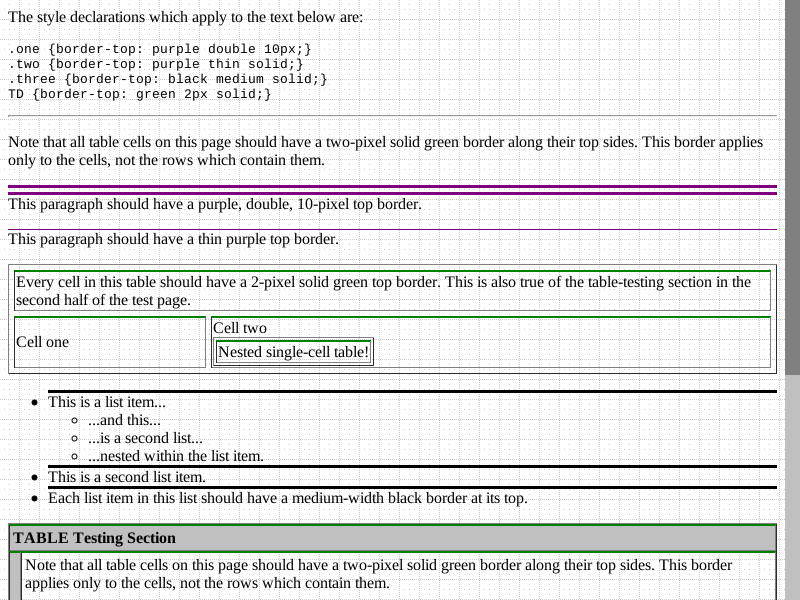 The style declarations which apply to the text below are:
.one {border-top: purple double 10px;}
.two {border-top: purple thin solid;}
.three {border-top: black medium solid;}
TD {border-top: green 2px solid;}
Note that all table cells on this page should have a two-pixel solid green border along their top sides. This border applies
only to the cells, not the rows which contain them.
This paragraph should have a purple, double, 10-pixel top border.
This paragraph should have a thin purple top border.
Every cell in this table should have a 2-pixel solid green top border. This is also true of the table-testing section in the
second half of the test page.
Cell one
Cell two
Nested single-cell table!
This is a list item...
...and this...
...is a second list...
...nested within the list item.
This is a second list item.
Each list item in this list should have a medium-width black border at its top.
TABLE Testing Section
Note that all table cells on this page should have a two-pixel solid green border along their top sides. This border
applies only to the cells, not the rows which contain them.